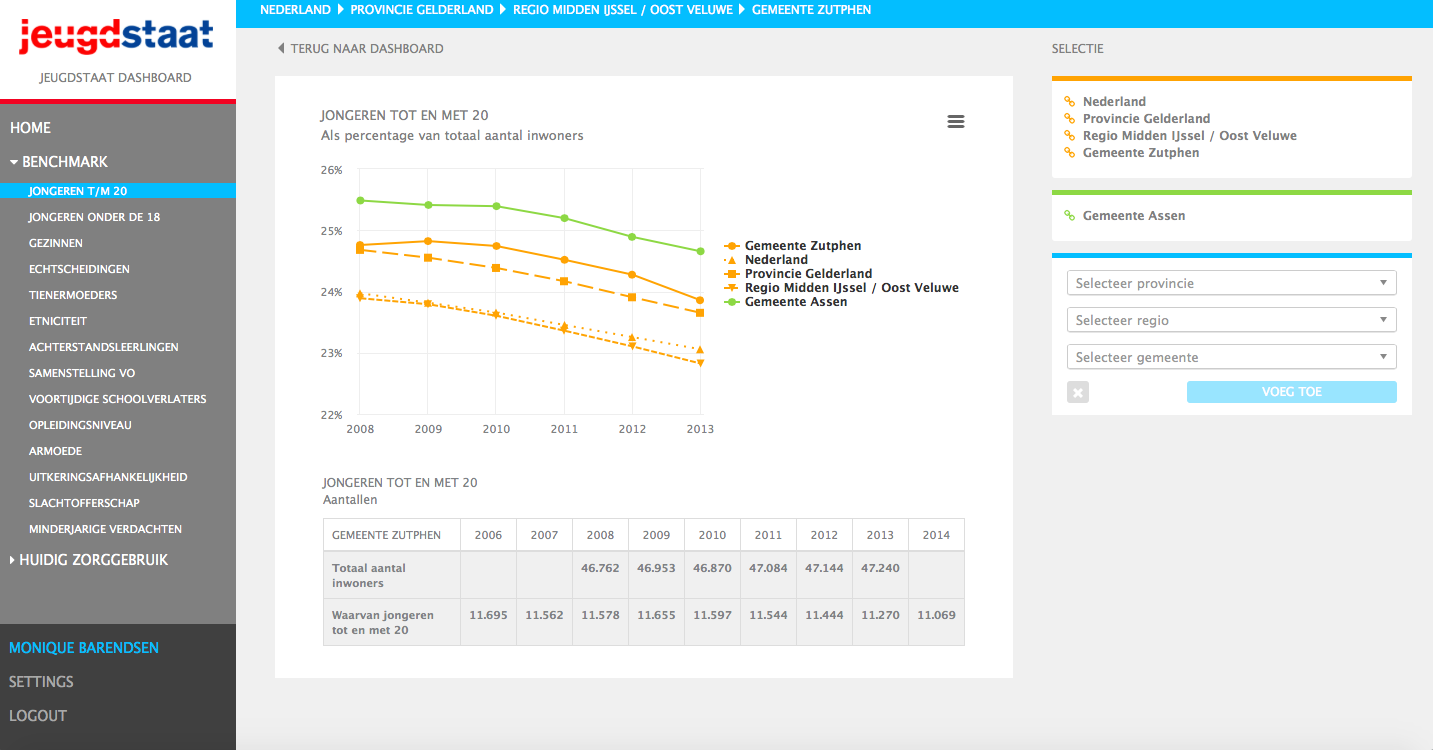 jeugdstaat
JEUGDSTAAT DASHBOARD
HOME
BENCHMARK
JONGEREN T/M 20
JONGEREN ONDER DE 18
GEZINNEN
ECHTSCHEIDINGEN
TIENERMOEDERS
ETNICITEIT
ACHTERSTANDSLEERLINGEN
SAMENSTELLING VO
VOORTIJDIGE SCHOOLVERLATERS
OPLEIDINGSNIVEAU
ARMOEDE
UITKERINGSAFHANKELIJKHEID
SLACHTOFFERSCHAP
MINDERJARIGE VERDACHTEN
HUIDIG ZORGGEBRUIK
MONIQUE BARENDSEN
SETTINGS
LOGOUT
NEDERLAND PROVINCIE GELDERLAND REGIO MIDDEN IJSSEL / OOST VELUWE GEMEENTE ZUTPHEN
TERUG NAAR DASHBOARD
JONGEREN TOT EN MET 20
Als percentage van totaal aantal inwoners
26%
25%
24%
23%
22%
2008 2009 2010 2011 2012 2013
Gemeente Zutphen
Nederland
Provincie Gelderland
Regio Midden IJssel / Oost Veluwe
Gemeente Assen
JONGEREN TOT EN MET 20
Aantallen
GEMEENTE ZUTPHEN 2006 2007 2008 2009 2010 2011 2012 2013 2014
Totaal aantal inwoners 46.762 46.953 46.870 47.084 47.144 47.240
Waarvan jongeren tot en met 20 11.695 11.562 11.578 11.655 11.597 11.544 11.444 11.270 11.069
SELECTIE
Nederland
Provincie Gelderland
Regio Midden IJssel / Oost Veluwe
Gemeente Zutphen
Gemeente Assen
Selecteer provincie
Selecteer regio
Selecteer gemeente
VOEG TOE